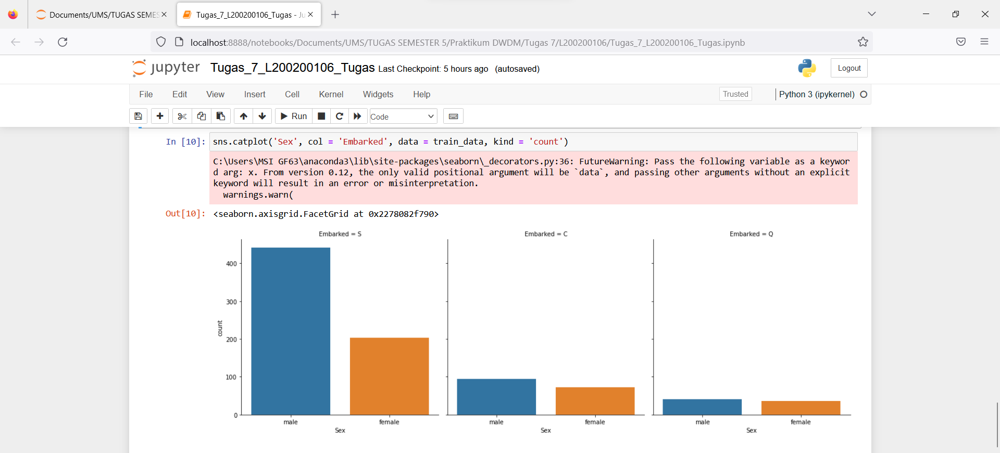 Documents/UMS/TUGAS SEMES
Tugas_7_L200200106_Tugas - Ju
localhost:8888/notebooks/Documents/UMS/TUGAS SEMESTER 5/Praktikum DWDM/Tugas 7/L200200106/Tugas_7_L200200106_Tugas.ipynb
jupyter Tugas_7_L200200106_Tugas Last Checkpoint: 5 hours ago (autosaved)
Logout
File Edit View Insert Cell Kernel Widgets Help
Trusted Python 3 (ipykernel)
Run Code
In [10]: sns.catplot('Sex', col = 'Embarked', data = train_data, kind = 'count')
C:\Users\MSI GF63\anaconda3\lib\site-packages\seaborn\_decorators.py:36: FutureWarning: Pass the following variable as a keywor
d arg: x. From version 0.12, the only valid positional argument will be `data`, and passing other arguments without an explicit
keyword will result in an error or misinterpretation.
warnings.warn(
Out[10]: <seaborn.axisgrid.FacetGrid at 0x2278082f790>
Embarked = S Embarked = C Embarked = Q
400
300
count
200
100
0
male female male female male female
Sex Sex Sex